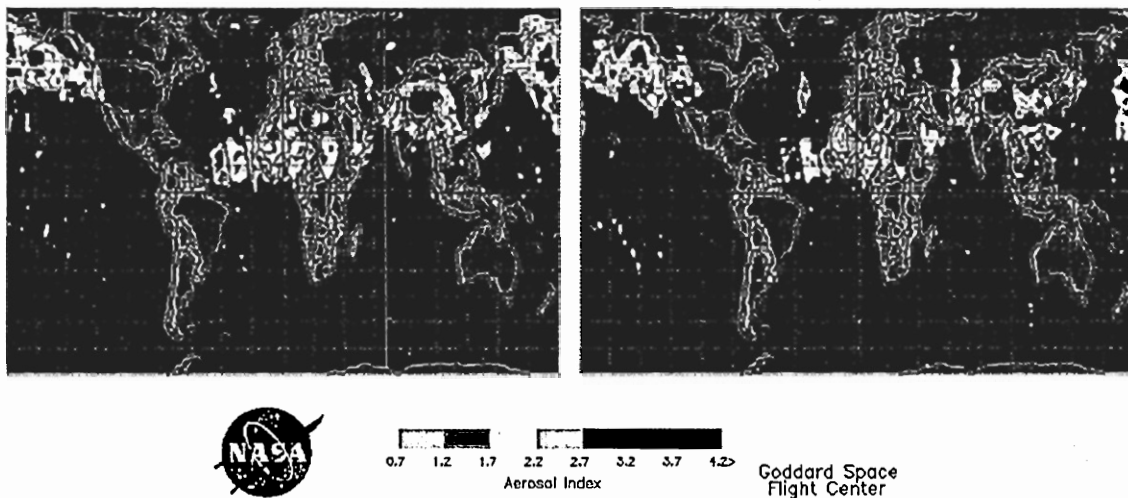 NASA
0.7 1.2 1.7 2.2 2.7 3.2 3.7 4.2>
Aerosol Index
Goddard Space
Flight Center